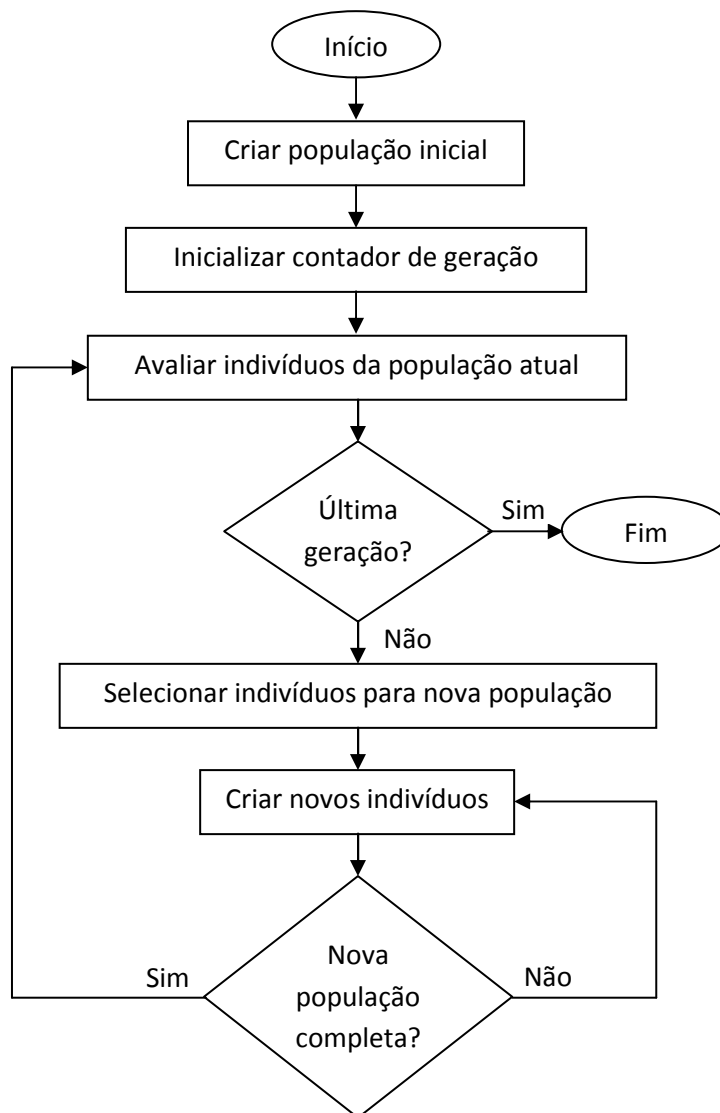 Início
Criar população inicial
Inicializar contador de geração
Avaliar indivíduos da população atual
Última
geração?
Sim
Fim
Não
Selecionar indivíduos para nova população
Criar novos indivíduos
Sim
Nova
população
completa?
Não